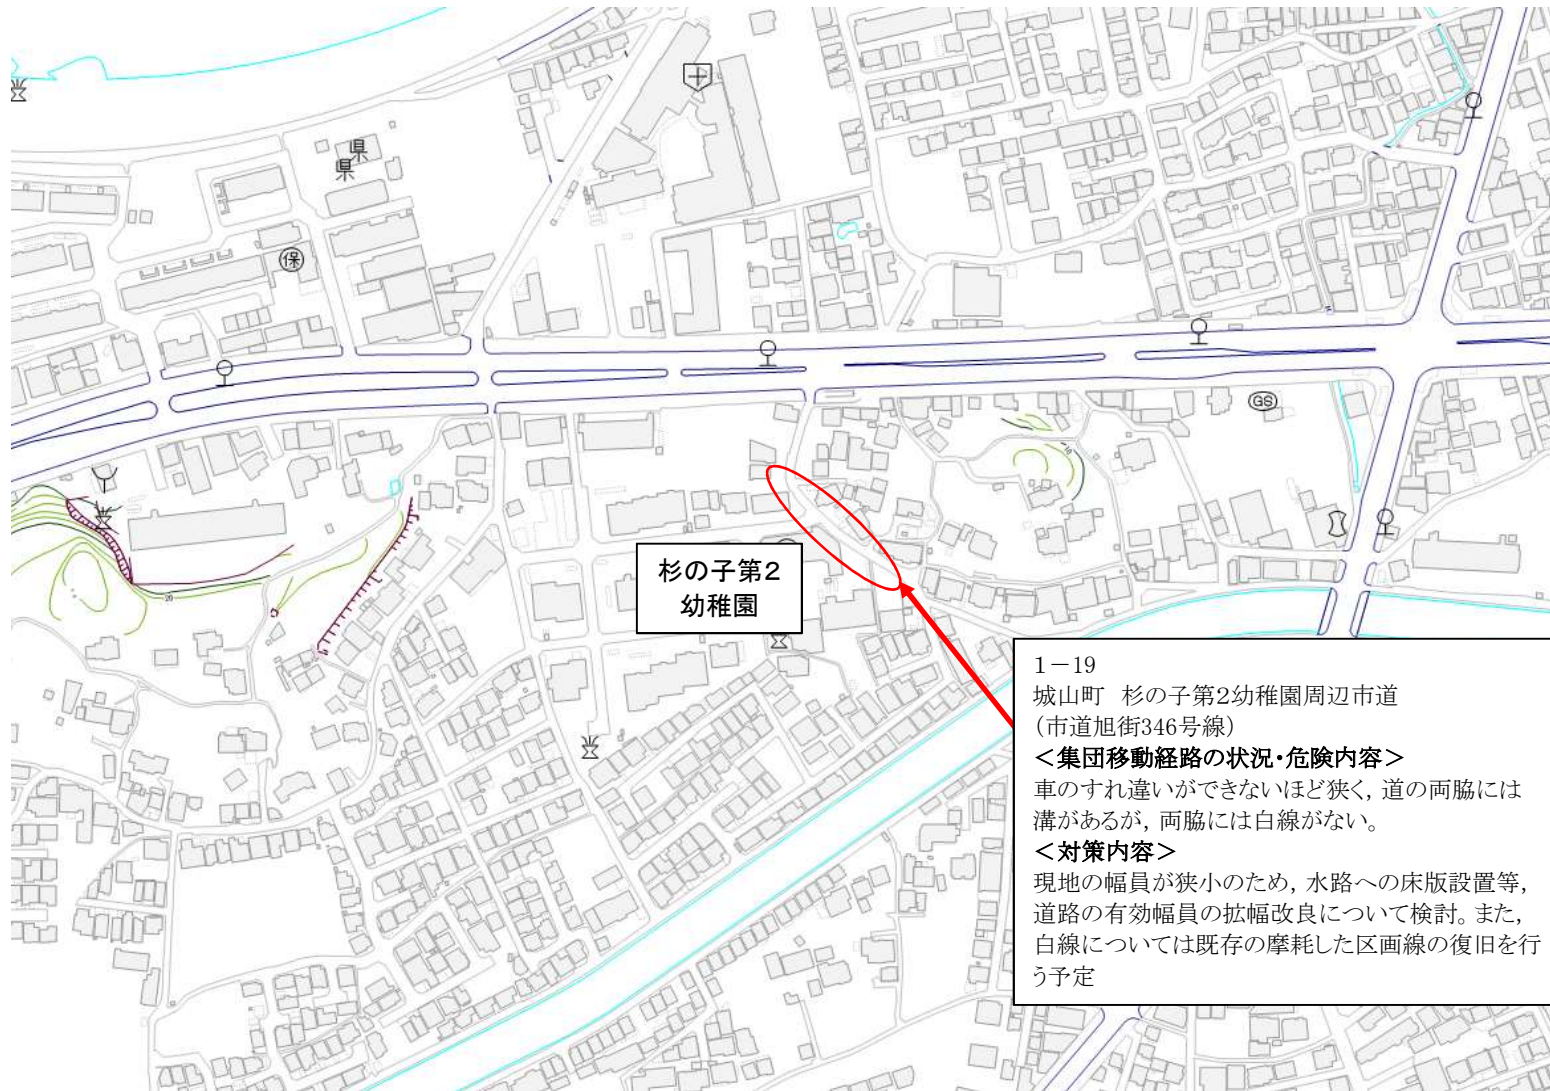 県
県
保
GS
10
20
杉の子第2
幼稚園
1－19
城山町　杉の子第2幼稚園周辺市道
(市道旭街346号線)
＜集団移動経路の状況・危険内容＞
車のすれ違いができないほど狭く, 道の両脇には
溝があるが, 両脇には白線がない。
＜対策内容＞
現地の幅員が狭小のため, 水路への床版設置等,
道路の有効幅員の拡幅改良について検討。また,
白線については既存の摩耗した区画線の復旧を行
う予定